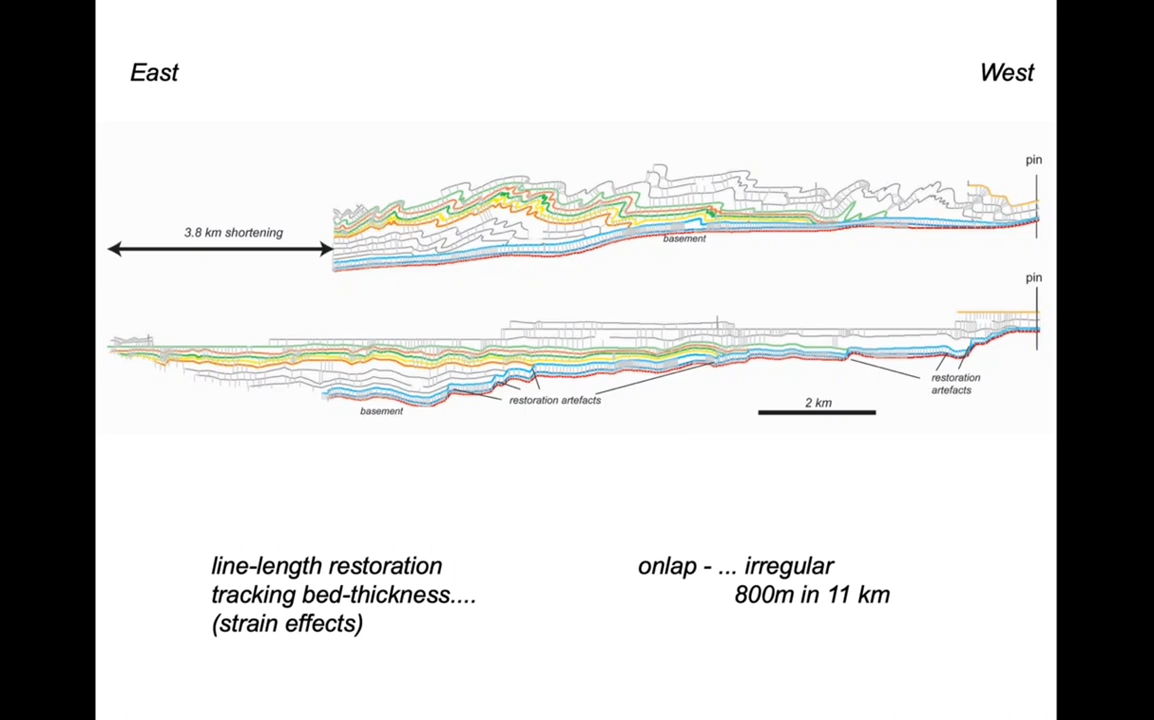 East
West
pin
3.8 km shortening
basement
pin
restoration
artefacts
restoration artefacts
2 km
basement
line-length restoration
tracking bed-thickness....
(strain effects)
onlap - ... irregular
800m in 11 km